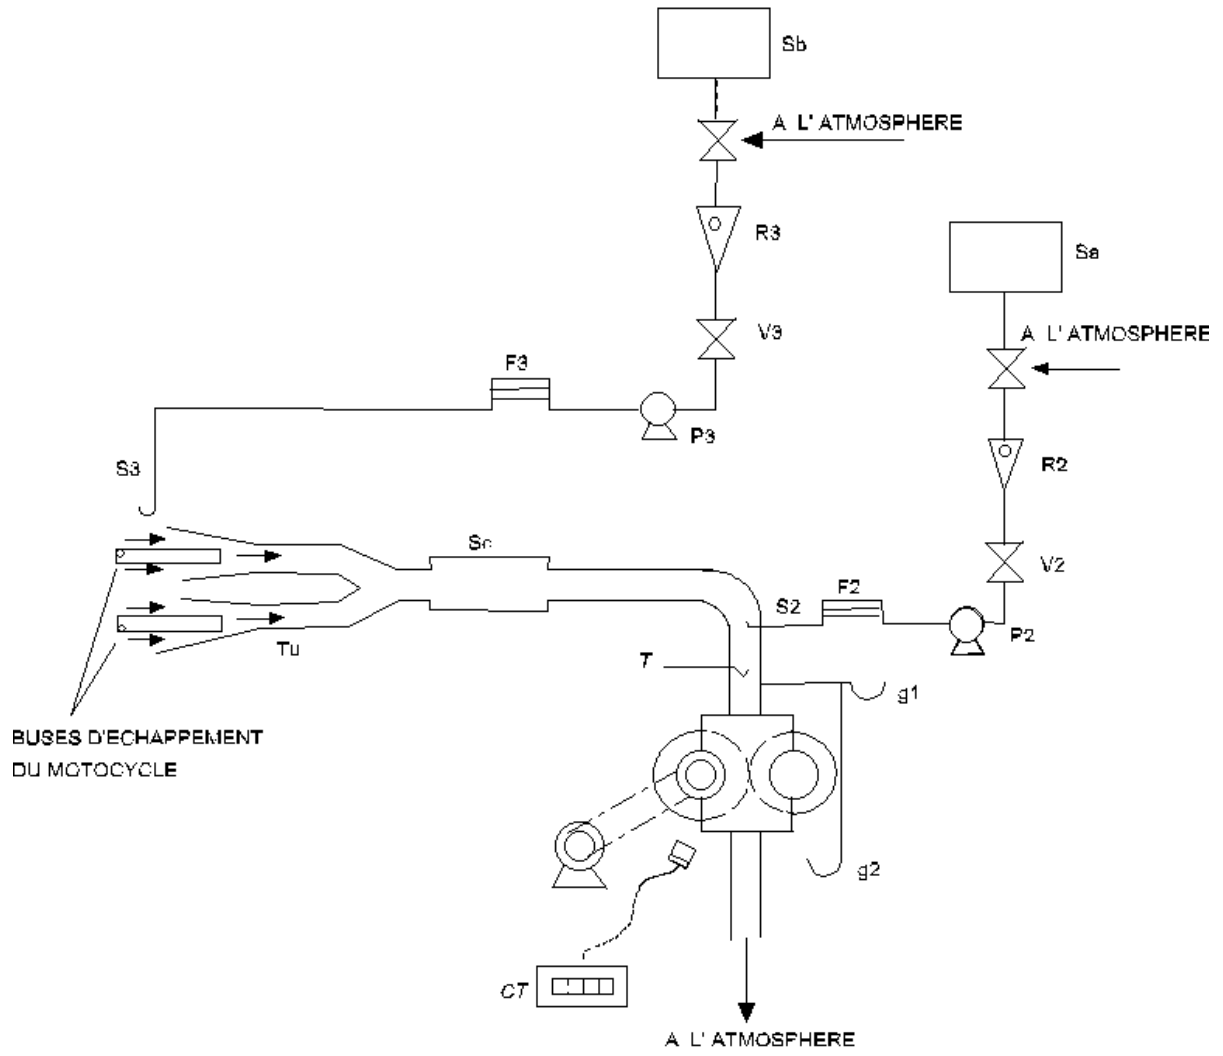 Sb
A L' ATMOSPHERE
R3
Sa
V3
A L' ATMOSPHERE
F3
P3
S3
R2
Sc
V2
F2
S2
P2
Tu
T
g1
BUSES D'ECHAPPEMENT
DU MOTOCYCLE
g2
CT
A L' ATMOSPHERE